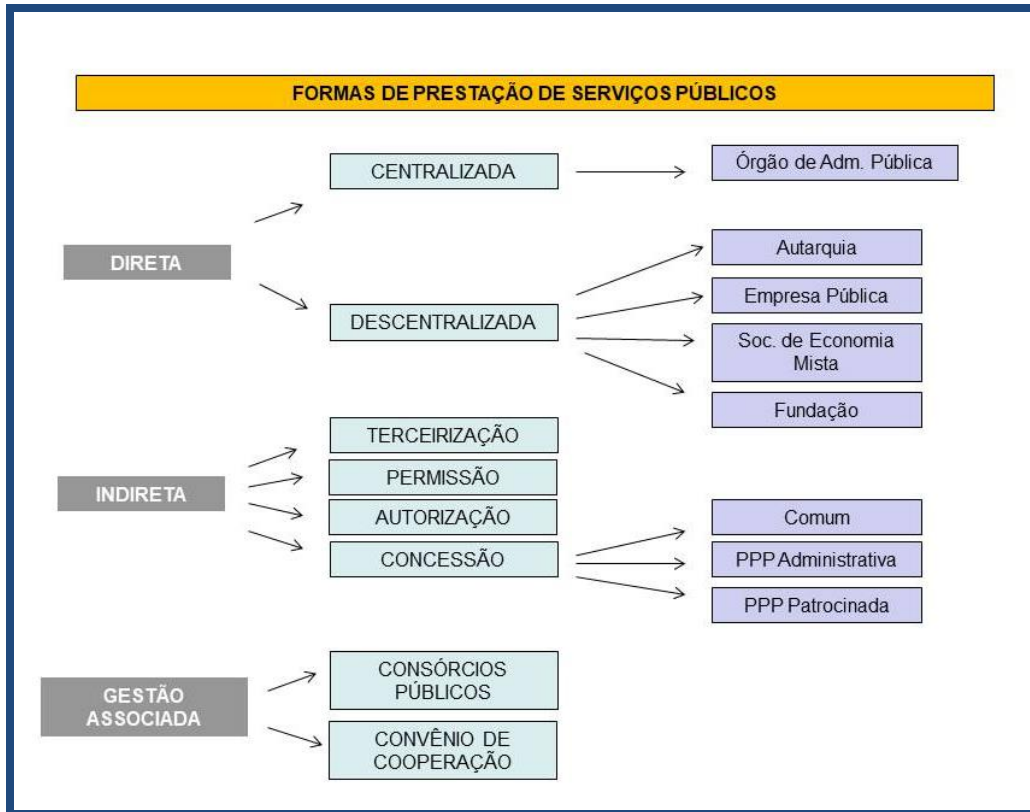 FORMAS DE PRESTAÇÃO DE SERVIÇOS PÚBLICOS
DIRETA
CENTRALIZADA
Órgão de Adm. Pública
DESCENTRALIZADA
Autarquia
Empresa Pública
Soc. de Economia
Mista
Fundação
INDIRETA
TERCEIRIZAÇÃO
PERMISSÃO
AUTORIZAÇÃO
CONCESSÃO
Comum
PPP Administrativa
PPP Patrocinada
GESTÃO
ASSOCIADA
CONSÓRCIOS
PÚBLICOS
CONVÊNIO DE
COOPERAÇÃO